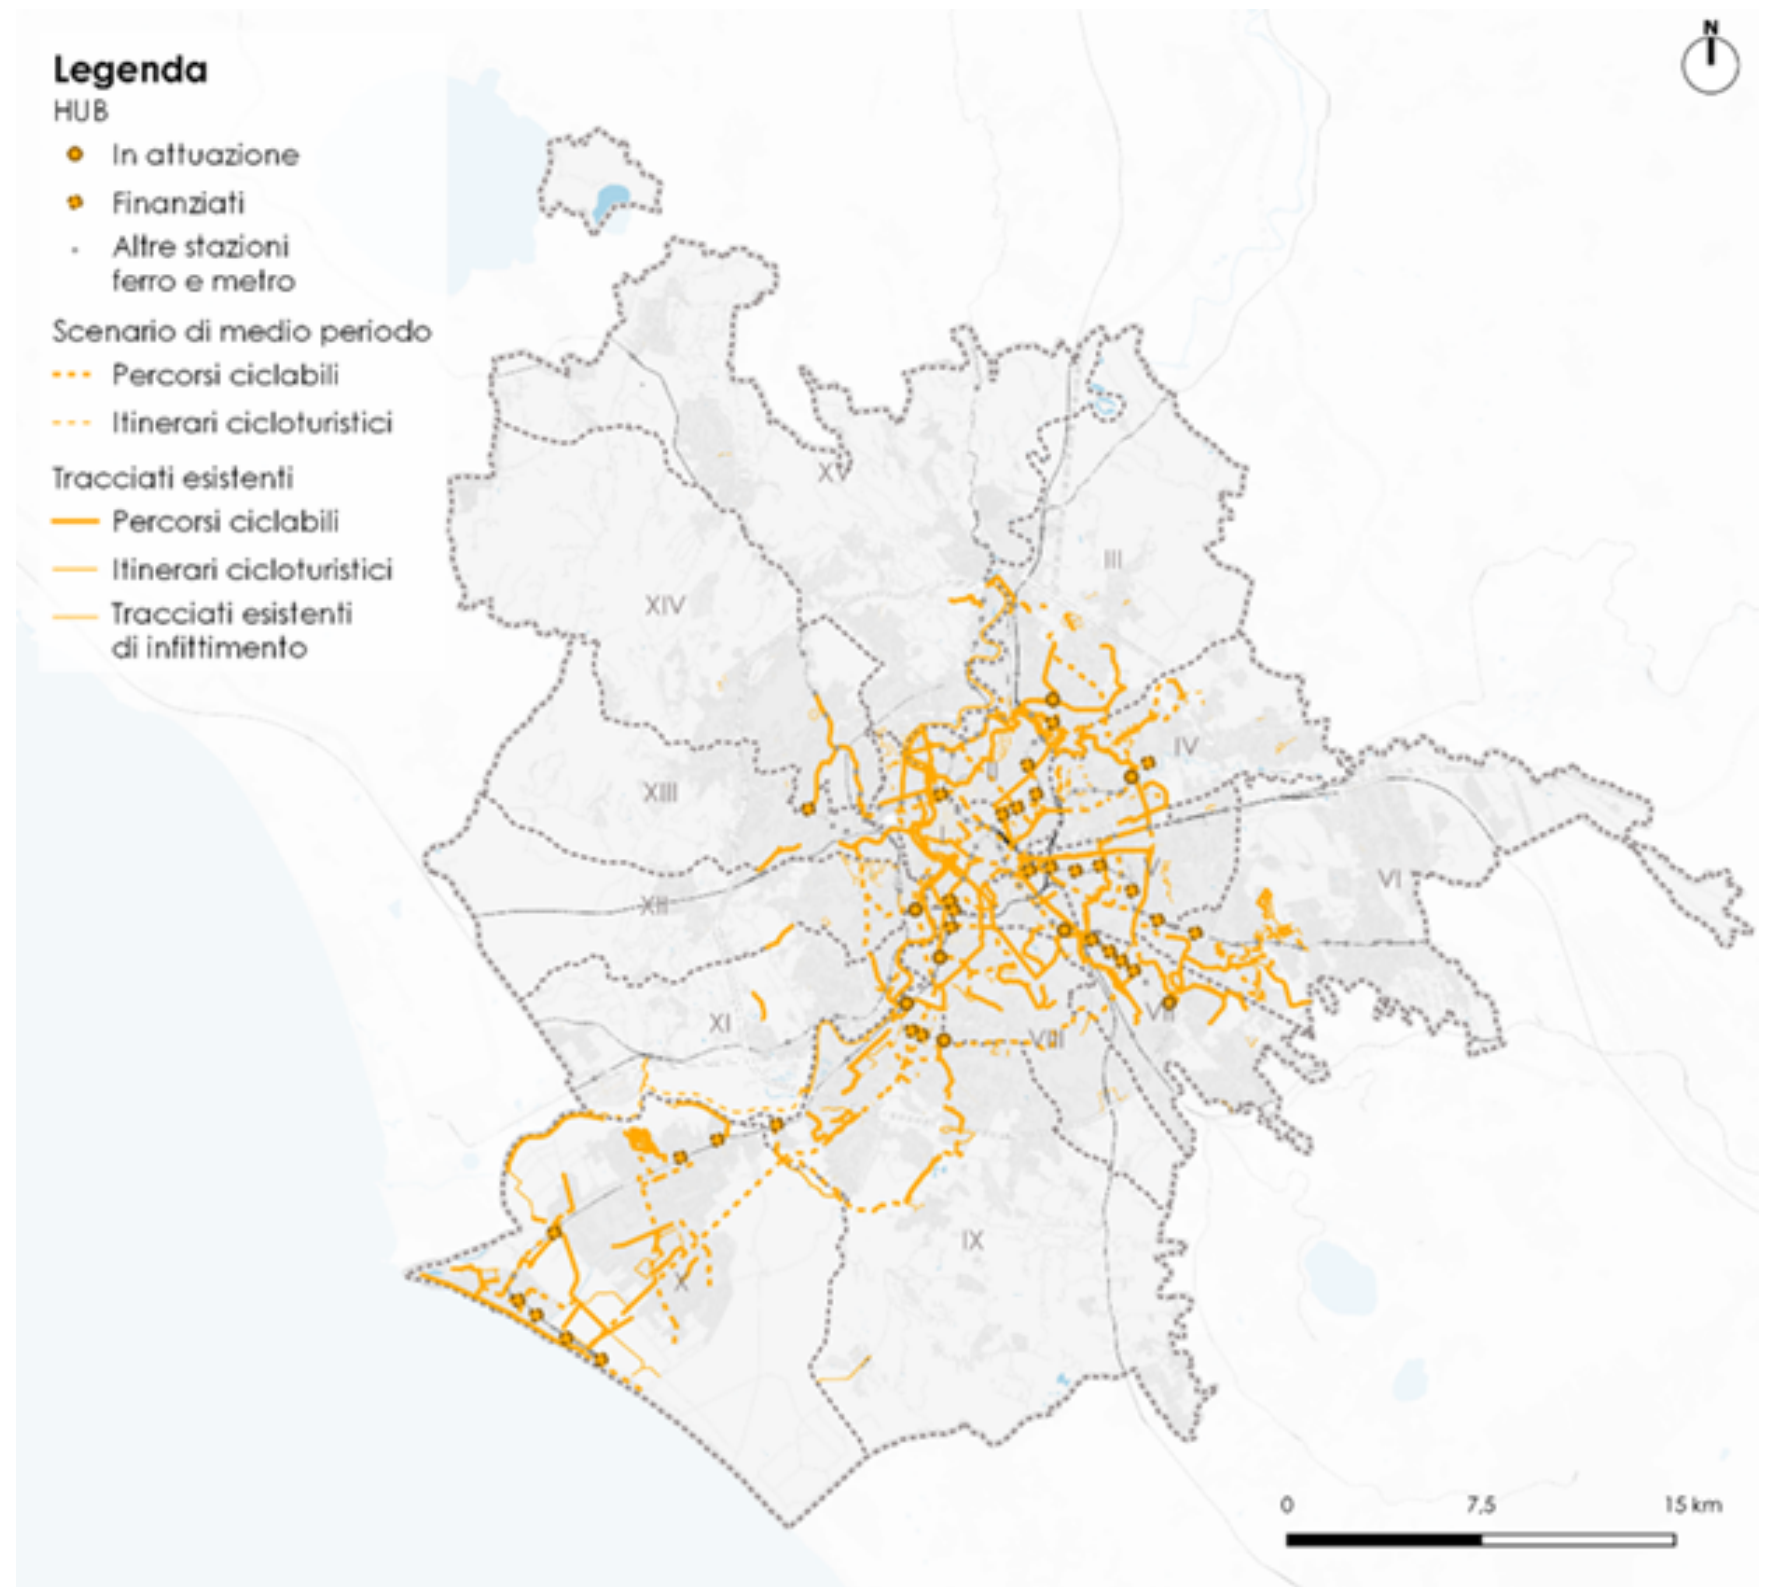 N
Legenda
HUB
In attuazione
Finanziati
Altre stazioni
ferro e metro
Scenario di medio periodo
Percorsi ciclabili
Itinerari cicloturistici
Tracciati esistenti
Percorsi ciclabili
Itinerari cicloturistici
Tracciati esistenti
di infittimento
XV
III
XIV
IV
II
XIII
I
V
VI
XII
XI
VII
VIII
IX
X
0 7.5 15 km